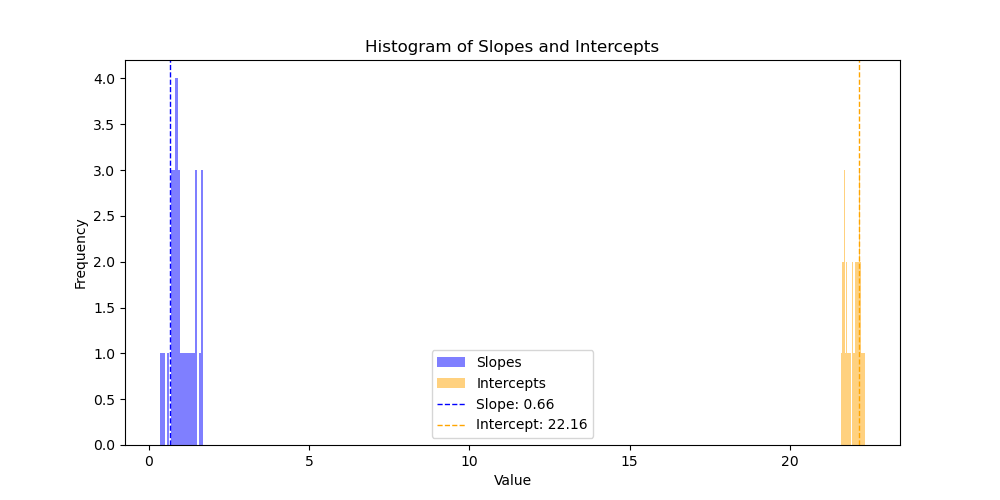 Histogram of Slopes and Intercepts
4.0
3.5
3.0
2.5
2.0
1.5
1.0
0.5
0.0
Frequency
0
5
10
15
20
Value
Slopes
Intercepts
Slope: 0.66
Intercept: 22.16